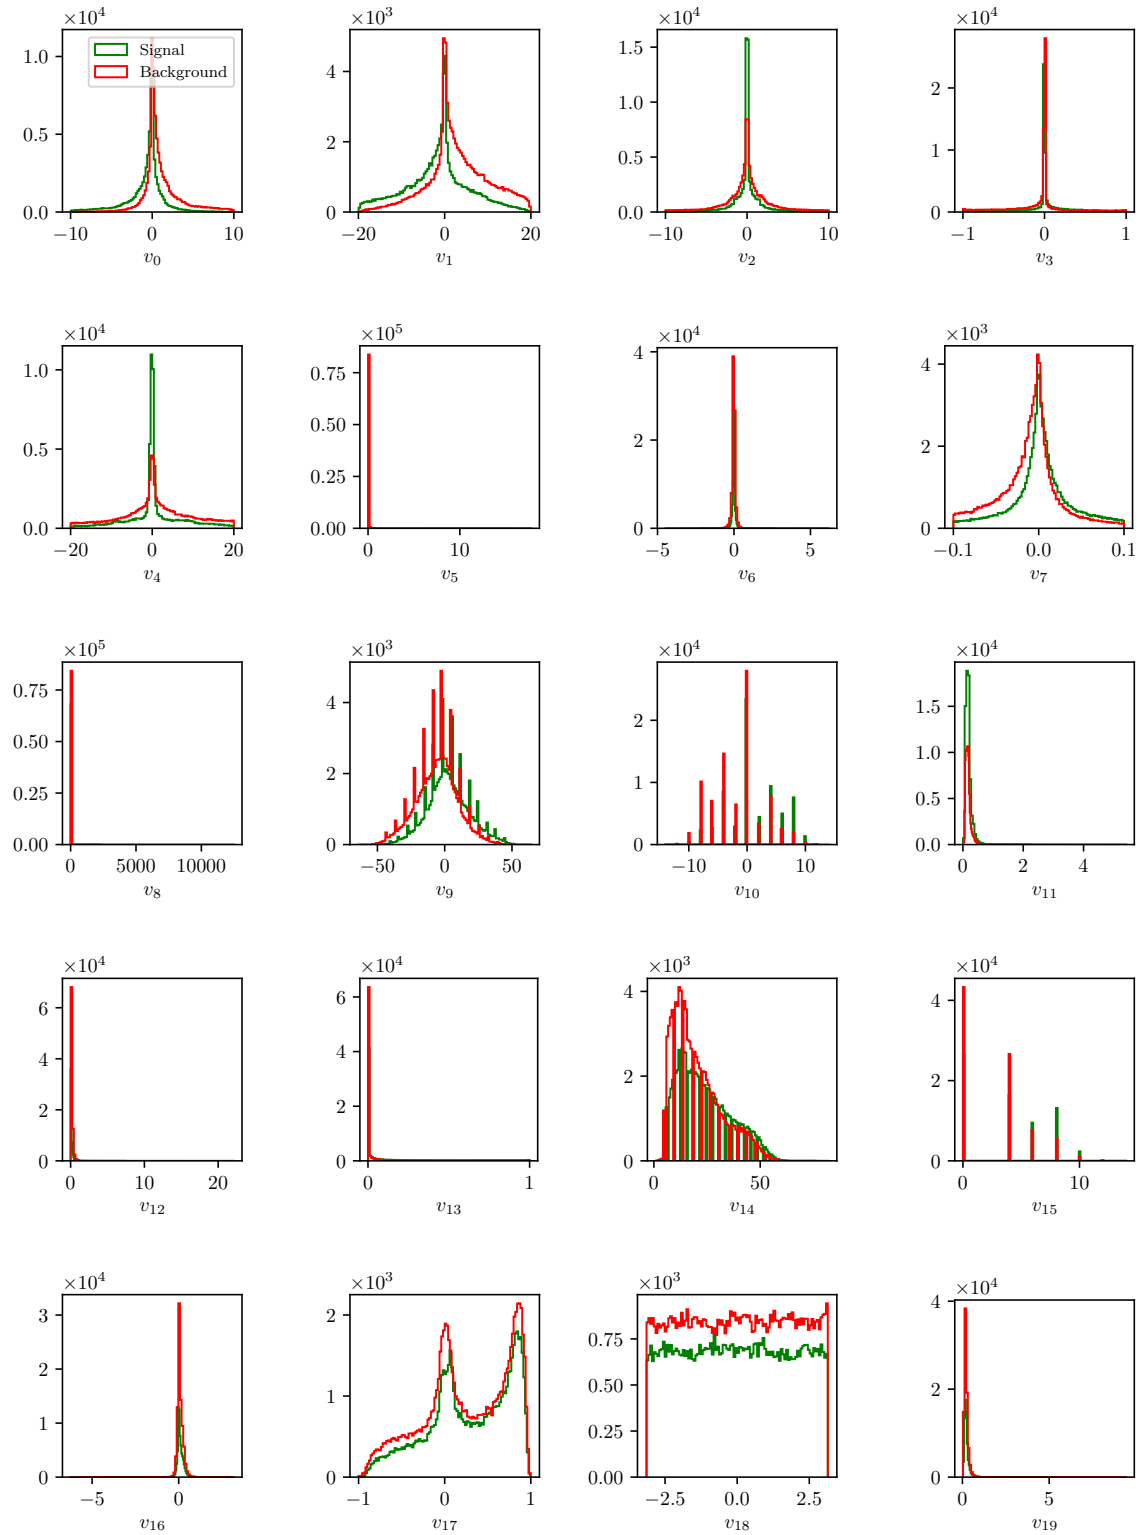 ×10⁴ ×10³ ×10⁴ ×10⁴
Signal
Background
1.0 4 1.5 2
0.5 2 1.0 1
0.5
0.0 0 0.0 0
−10 0 10 −20 0 20 −10 0 10 −1 0 1
v₀ v₁ v₂ v₃
×10⁴ ×10⁵ ×10⁴ ×10³
1.0 0.75 4 4
0.5 0.50 2 2
0.25
0.0 0.00 0 0
−20 0 20 0 10 −5 0 5 −0.1 0.0 0.1
v₄ v₅ v₆ v₇
×10⁵ ×10³ ×10⁴ ×10⁴
0.75 4 2 1.5
0.50 2 1 1.0
0.25 0.5
0.00 0 0 0.0
0 5000 10000 −50 0 50 −10 0 10 0 2 4
v₈ v₉ v₁₀ v₁₁
×10⁴ ×10⁴ ×10³ ×10⁴
6 6 4 4
4 4 2 2
2 2
0 0 0 0
0 10 20 0 1 0 50 0 10
v₁₂ v₁₃ v₁₄ v₁₅
×10⁴ ×10³ ×10³ ×10⁴
3 2 0.75 4
2 1 0.50 2
1 0.25
0 0 0.00 0
−5 0 −1 0 1 −2.5 0.0 2.5 0 5
v₁₆ v₁₇ v₁₈ v₁₉